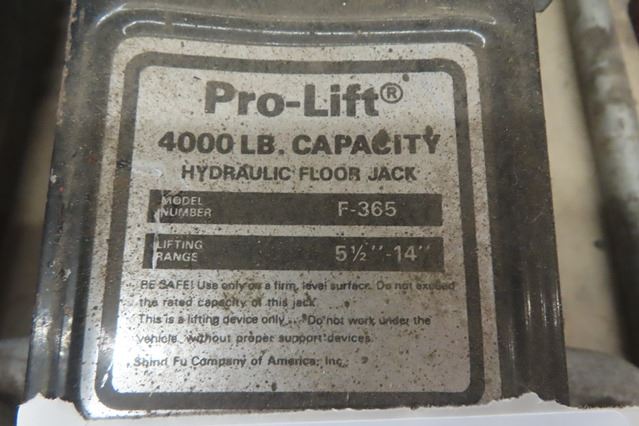 Pro-Lift®
4000 LB. CAPACITY
HYDRAULIC FLOOR JACK
MODEL
NUMBER F-365
LIFTING
RANGE 5½″-14″
BE SAFE! Use only on a firm, level surface. Do not exceed
the rated capacity of this jack.
This is a lifting device only... Do not work under the
vehicle without proper support devices.
Shinn Fu Company of America, Inc.